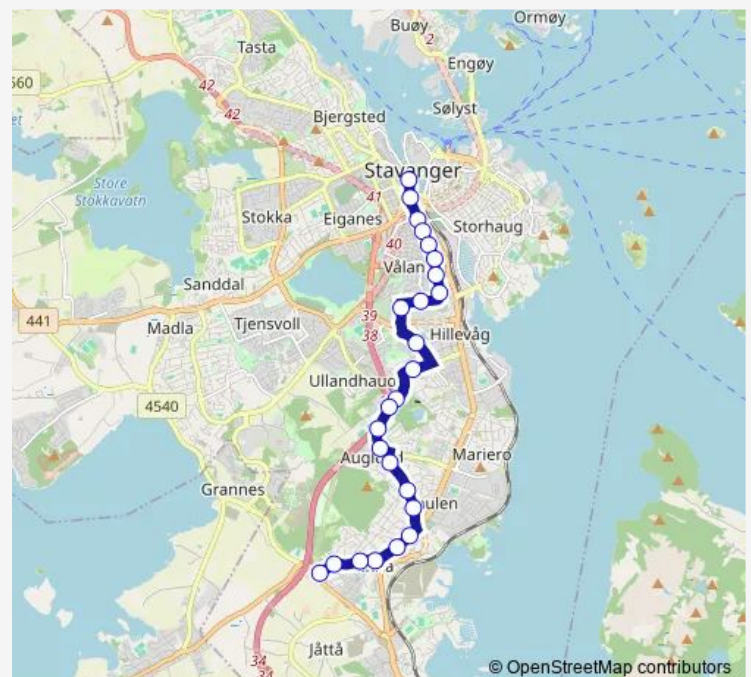 Buøy
Ormøy
2
Tasta
Engøy
560
42
42
Sølyst
Bjergsted
Store
Stokkavatn
Stavanger
41
Stokka
Eiganes
Storhaug
40
Vålan
Sanddal
441
39
Madla
Tjensvoll
38
Hillevåg
Ullandhaug
4540
Mariero
Grannes
Jåttå
34
34
© OpenStreetMap contributors